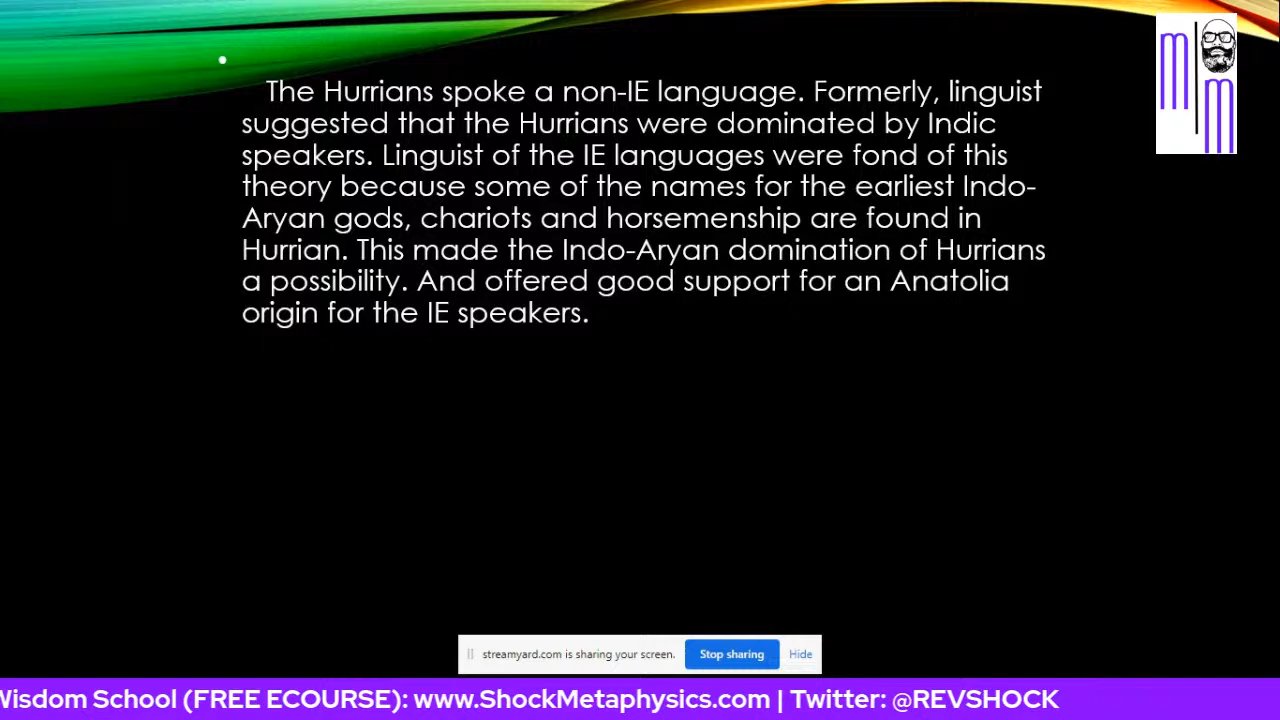 •
The Hurrians spoke a non-IE language. Formerly, linguist
suggested that the Hurrians were dominated by Indic
speakers. Linguist of the IE languages were fond of this
theory because some of the names for the earliest Indo-
Aryan gods, chariots and horsemenship are found in
Hurrian. This made the Indo-Aryan domination of Hurrians
a possibility. And offered good support for an Anatolia
origin for the IE speakers.
m
m
streamyard.com is sharing your screen. Stop sharing Hide
Wisdom School (FREE ECOURSE): www.ShockMetaphysics.com | Twitter: @REVSHOCK